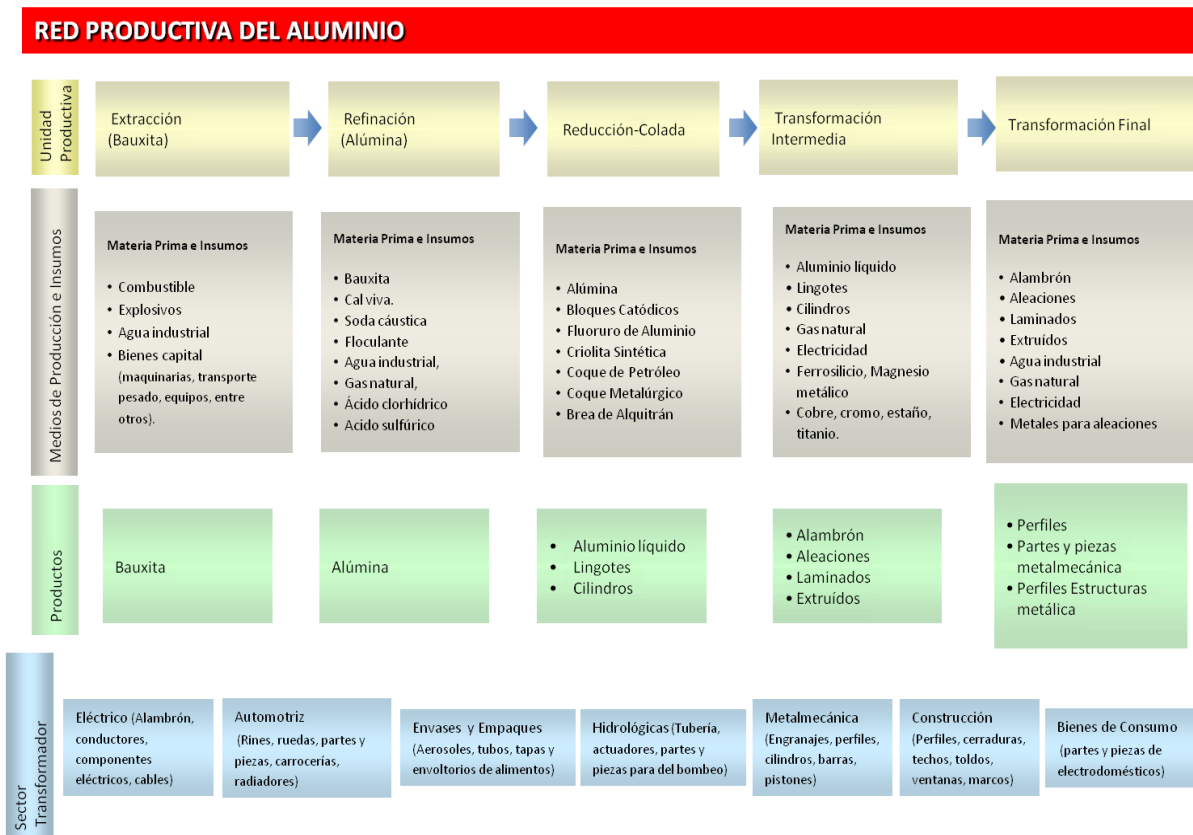 RED PRODUCTIVA DEL ALUMINIO
Unidad
Productiva
Extracción
(Bauxita)
Refinación
(Alúmina)
Reducción-Colada
Transformación
Intermedia
Transformación Final
Medios de Producción e Insumos
Materia Prima e Insumos
• Combustible
• Explosivos
• Agua industrial
• Bienes capital
(maquinarias, transporte
pesado, equipos, entre
otros).
Materia Prima e Insumos
• Bauxita
• Cal viva.
• Soda cáustica
• Floculante
• Agua industrial,
• Gas natural,
• Ácido clorhídrico
• Acido sulfúrico
Materia Prima e Insumos
• Alúmina
• Bloques Catódicos
• Fluoruro de Aluminio
• Criolita Sintética
• Coque de Petróleo
• Coque Metalúrgico
• Brea de Alquitrán
Materia Prima e Insumos
• Aluminio líquido
• Lingotes
• Cilindros
• Gas natural
• Electricidad
• Ferrosilicio, Magnesio
metálico
• Cobre, cromo, estaño,
titanio.
Materia Prima e Insumos
• Alambrón
• Aleaciones
• Laminados
• Extruídos
• Agua industrial
• Gas natural
• Electricidad
• Metales para aleaciones
Productos
Bauxita
Alúmina
• Aluminio líquido
• Lingotes
• Cilindros
• Alambrón
• Aleaciones
• Laminados
• Extruídos
• Perfiles
• Partes y piezas
metalmecánica
• Perfiles Estructuras
metálica
Sector
Transformador
Eléctrico (Alambrón,
conductores,
componentes
eléctricos, cables)
Automotriz
(Rines, ruedas, partes y
piezas, carrocerías,
radiadores)
Envases y Empaques
(Aerosoles, tubos, tapas y
envoltorios de alimentos)
Hidrológicas (Tubería,
actuadores, partes y
piezas para del bombeo)
Metalmecánica
(Engranajes, perfiles,
cilindros, barras,
pistones)
Construcción
(Perfiles, cerraduras,
techos, toldos,
ventanas, marcos)
Bienes de Consumo
(partes y piezas de
electrodomésticos)